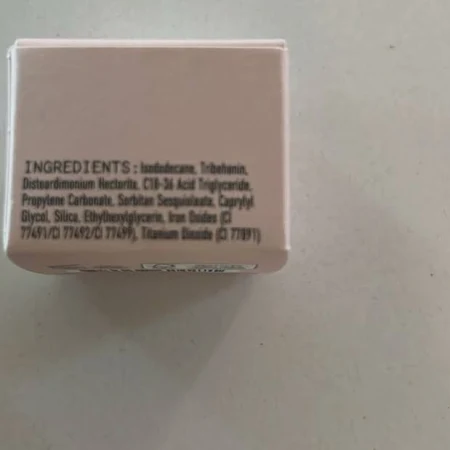 INGREDIENTS: Isododecane, Tribehenin,
Disteardimonium Hectorite, C18-36 Acid Triglyceride,
Propylene Carbonate, Sorbitan Sesquioleate, Caprylyl
Glycol, Silica, Ethylhexylglycerin, Iron Oxides (CI
77491/CI 77492/CI 77499), Titanium Dioxide (CI 77891)